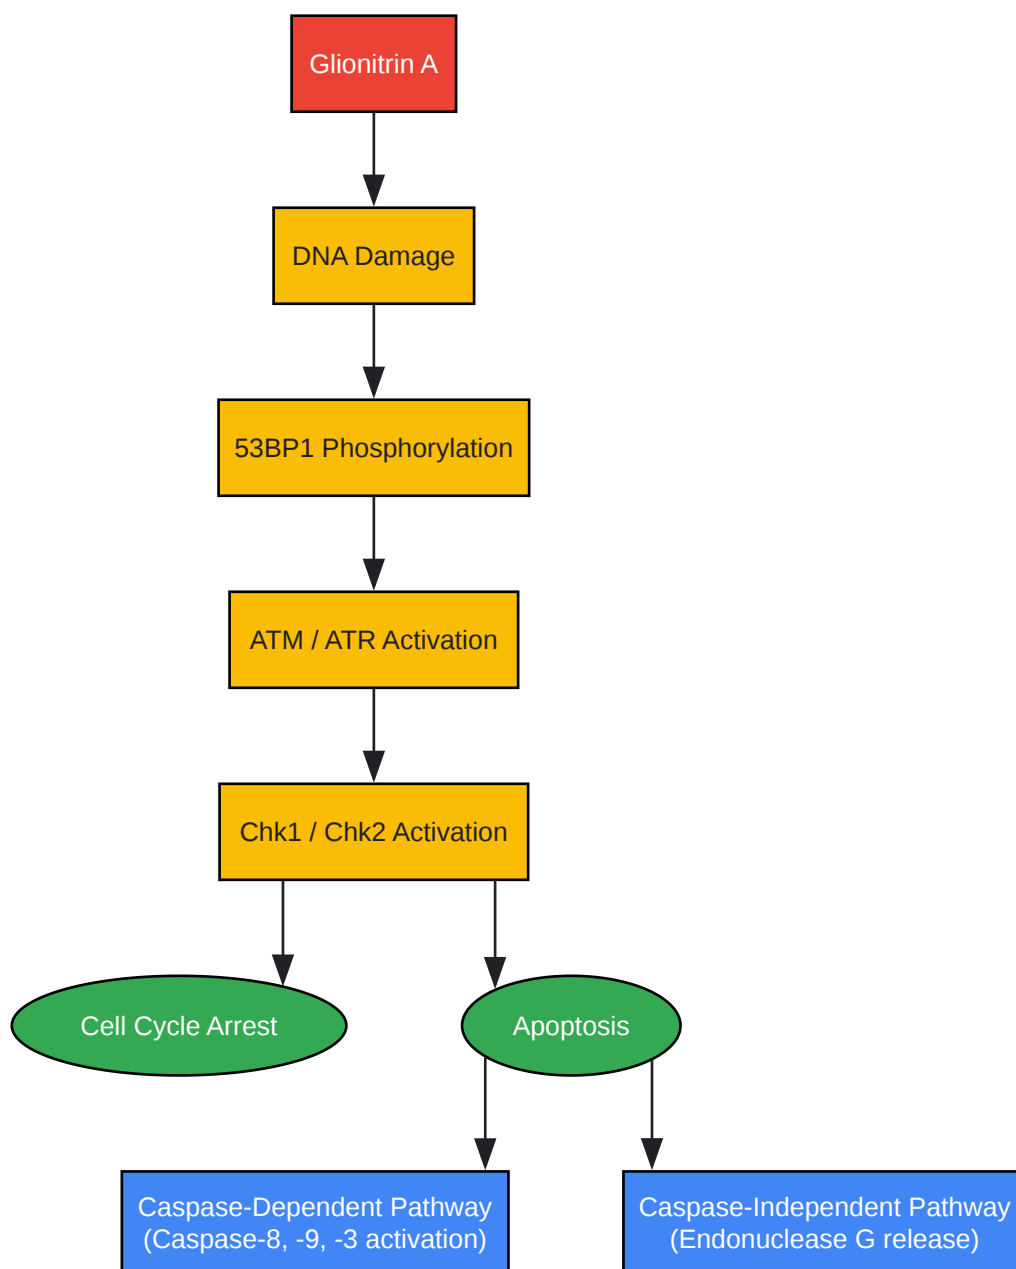 Glionitrin A
DNA Damage
53BP1 Phosphorylation
ATM / ATR Activation
Chk1 / Chk2 Activation
Cell Cycle Arrest
Apoptosis
Caspase-Dependent Pathway
(Caspase-8, -9, -3 activation)
Caspase-Independent Pathway
(Endonuclease G release)